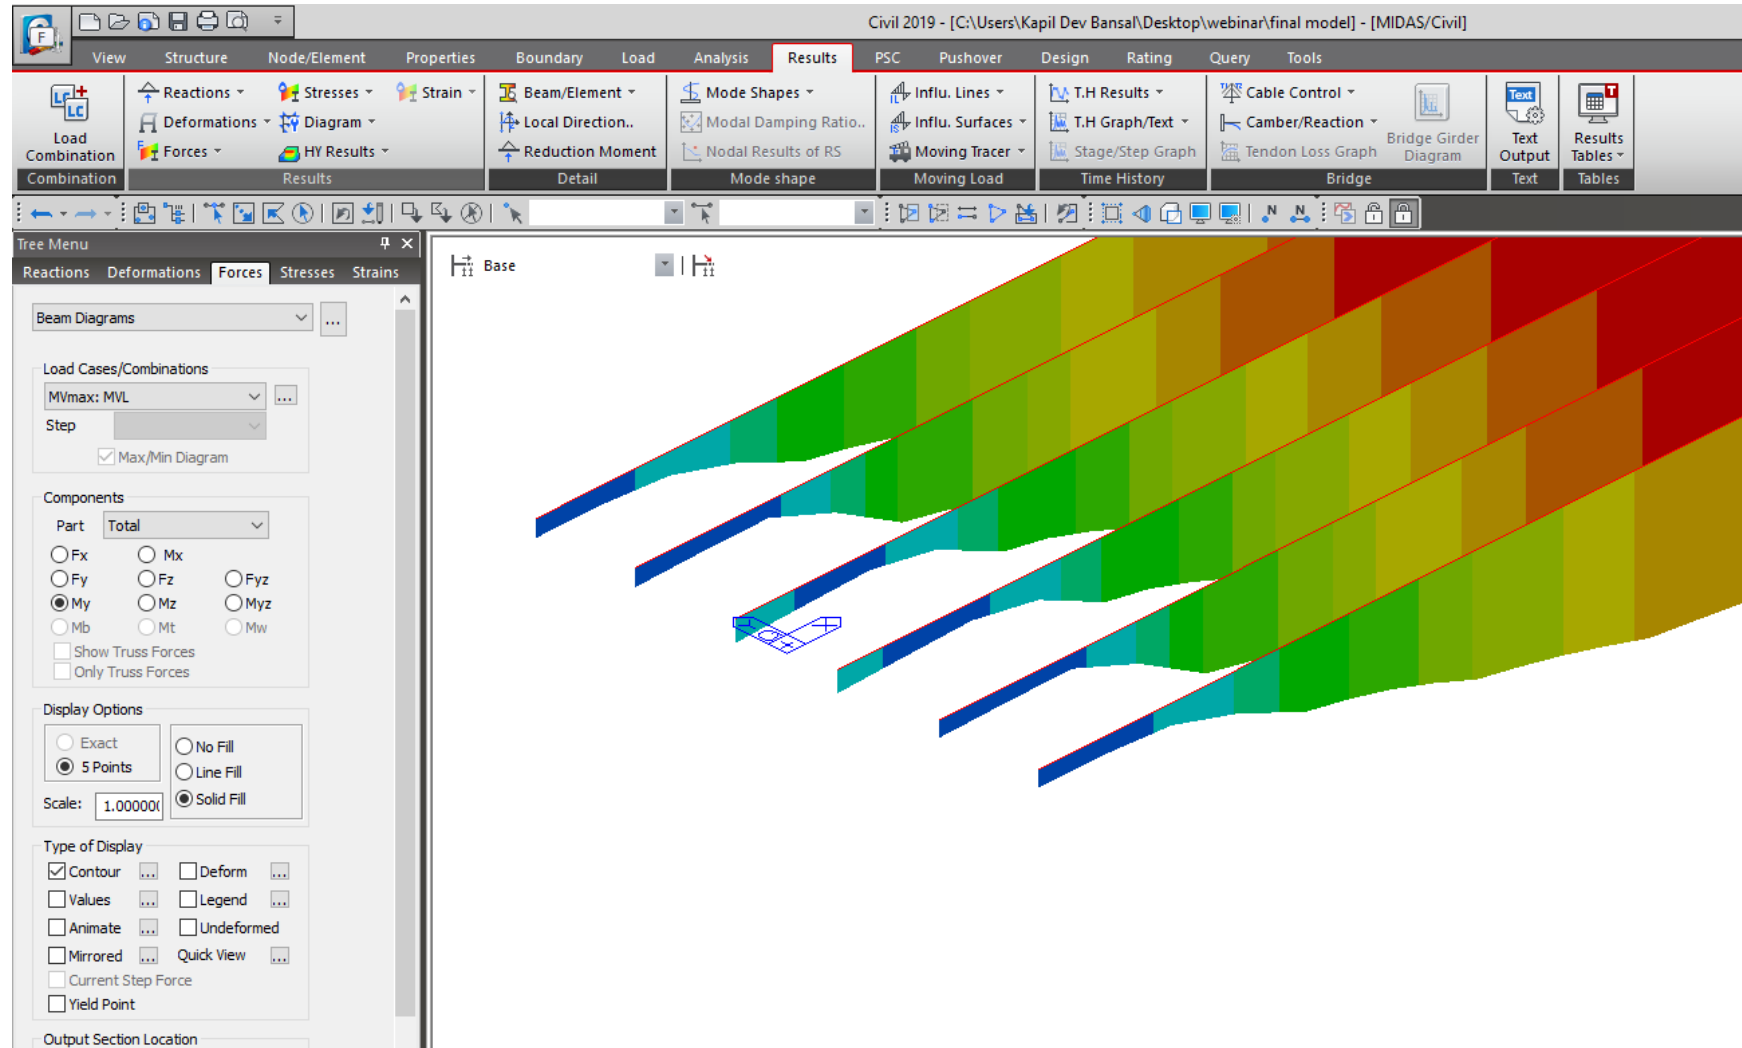 Civil 2019 - [C:\Users\Kapil Dev Bansal\Desktop\webinar\final model] - [MIDAS/Civil]
F
View Structure Node/Element Properties Boundary Load Analysis Results PSC Pushover Design Rating Query Tools
Reactions Stresses Strain Beam/Element Mode Shapes Influ. Lines T.H Results Cable Control
Deformations Diagram Local Direction.. Modal Damping Ratio.. Influ. Surfaces T.H Graph/Text Camber/Reaction
Forces HY Results Reduction Moment Nodal Results of RS Moving Tracer Stage/Step Graph Tendon Loss Graph
Load Combination
Bridge Girder Diagram
Text
Text Output
Results Tables
Combination Results Detail Mode shape Moving Load Time History Bridge Text Tables
Tree Menu
Reactions Deformations Forces Stresses Strains
Base
Beam Diagrams ...
Load Cases/Combinations
MVmax: MVL ...
Step
Max/Min Diagram
Components
Part Total
Fx Mx
Fy Fz Fyz
My Mz Myz
Mb Mt Mw
Show Truss Forces
Only Truss Forces
Display Options
Exact No Fill
5 Points Line Fill
Scale: 1.00000 Solid Fill
Type of Display
Contour ... Deform ...
Values ... Legend ...
Animate ... Undeformed
Mirrored ... Quick View ...
Current Step Force
Yield Point
Output Section Location